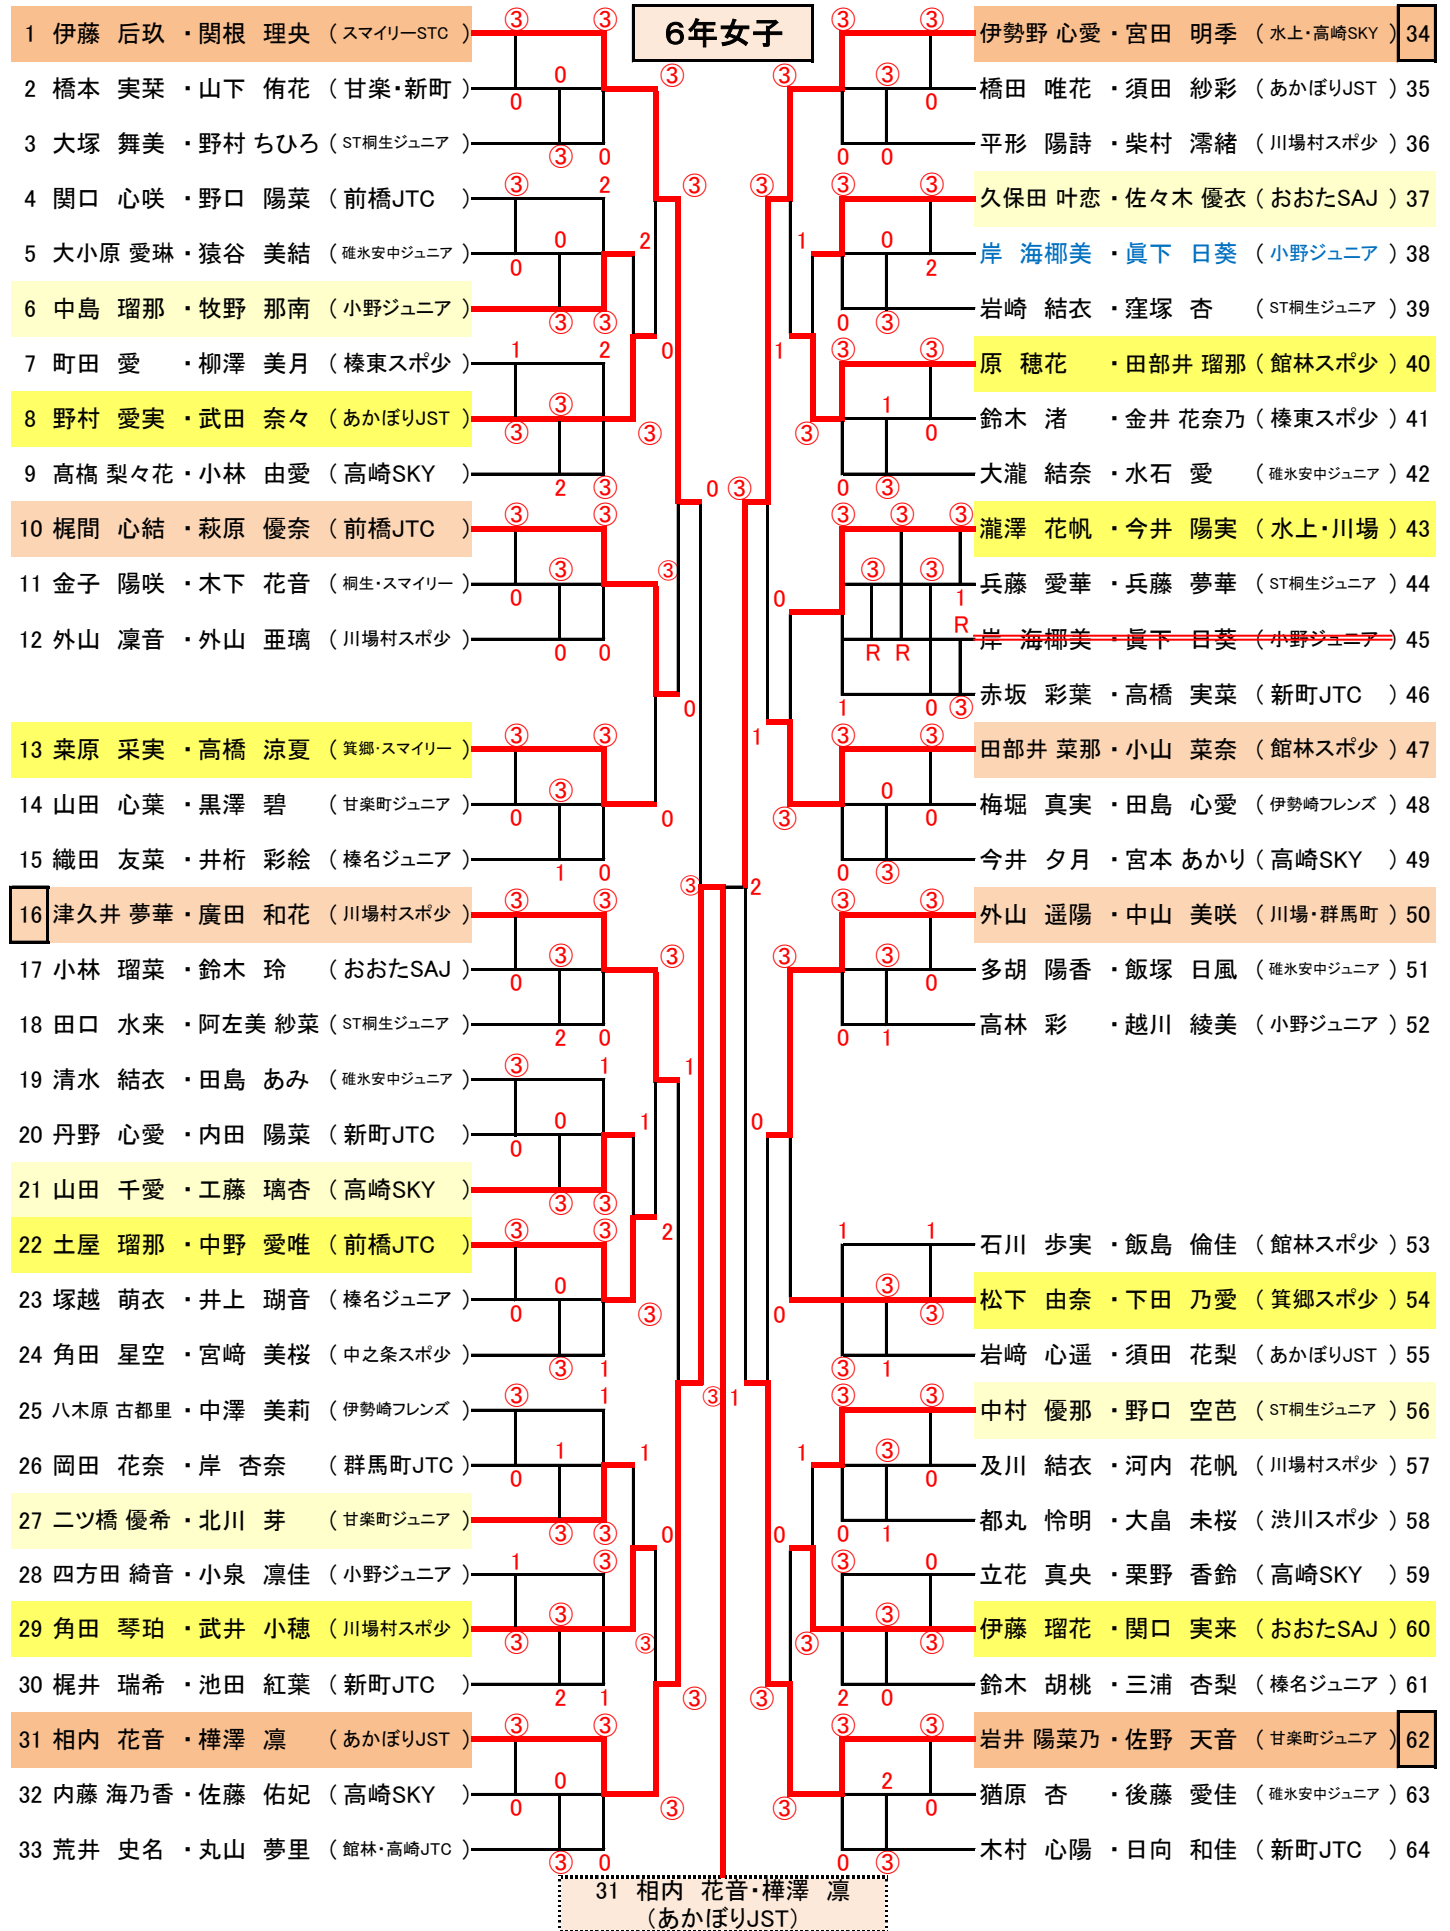 6年女子
1 伊藤 后玖 ・関根 理央 (スマイリーSTC)
2 橋本 実栞 ・山下 侑花 (甘楽・新町)
3 大塚 舞美 ・野村 ちひろ (ST桐生ジュニア)
4 関口 心咲 ・野口 陽菜 (前橋JTC)
5 大小原 愛琳・猿谷 美結 (碓氷安中ジュニア)
6 中島 瑠那 ・牧野 那南 (小野ジュニア)
7 町田 愛 ・柳澤 美月 (榛東スポ少)
8 野村 愛実 ・武田 奈々 (あかぼりJST)
9 髙橋 梨々花・小林 由愛 (高崎SKY)
10 梶間 心結 ・萩原 優奈 (前橋JTC)
11 金子 陽咲 ・木下 花音 (桐生・スマイリー)
12 外山 凜音 ・外山 亜璃 (川場村スポ少)
13 桒原 采実 ・高橋 涼夏 (箕郷・スマイリー)
14 山田 心葉 ・黒澤 碧 (甘楽町ジュニア)
15 織田 友菜 ・井桁 彩絵 (榛名ジュニア)
16 津久井 夢華・廣田 和花 (川場村スポ少)
17 小林 瑠菜 ・鈴木 玲 (おおたSAJ)
18 田口 水来 ・阿左美 紗菜 (ST桐生ジュニア)
19 清水 結衣 ・田島 あみ (碓氷安中ジュニア)
20 丹野 心愛 ・内田 陽菜 (新町JTC)
21 山田 千愛 ・工藤 璃杏 (高崎SKY)
22 土屋 瑠那 ・中野 愛唯 (前橋JTC)
23 塚越 萌衣 ・井上 瑚音 (榛名ジュニア)
24 角田 星空 ・宮﨑 美桜 (中之条スポ少)
25 八木原 古都里・中澤 美莉 (伊勢崎フレンズ)
26 岡田 花奈 ・岸 杏奈 (群馬町JTC)
27 二ツ橋 優希 ・北川 芽 (甘楽町ジュニア)
28 四方田 綺音・小泉 凛佳 (小野ジュニア)
29 角田 琴珀 ・武井 小穂 (川場村スポ少)
30 梶井 瑞希 ・池田 紅葉 (新町JTC)
31 相内 花音 ・樺澤 凛 (あかぼりJST)
32 内藤 海乃香・佐藤 佑妃 (高崎SKY)
33 荒井 史名 ・丸山 夢里 (館林・高崎JTC)
伊勢野 心愛・宮田 明季 (水上・高崎SKY) 34
橋田 唯花 ・須田 紗彩 (あかぼりJST) 35
平形 陽詩 ・柴村 澪緒 (川場村スポ少) 36
久保田 叶恋・佐々木 優衣 (おおたSAJ) 37
岸 海椰美 ・眞下 日葵 (小野ジュニア) 38
岩崎 結衣 ・窪塚 杏 (ST桐生ジュニア) 39
原 穂花 ・田部井 瑠那 (館林スポ少) 40
鈴木 渚 ・金井 花奈乃 (榛東スポ少) 41
大瀧 結奈 ・水石 愛 (碓氷安中ジュニア) 42
瀧澤 花帆 ・今井 陽実 (水上・川場) 43
兵藤 愛華 ・兵藤 夢華 (ST桐生ジュニア) 44
岸 海椰美 ・眞下 日葵 (小野ジュニア) 45
赤坂 彩葉 ・高橋 実菜 (新町JTC) 46
田部井 菜那・小山 菜奈 (館林スポ少) 47
梅堀 真実 ・田島 心愛 (伊勢崎フレンズ) 48
今井 夕月 ・宮本 あかり (高崎SKY) 49
外山 遥陽 ・中山 美咲 (川場・群馬町) 50
多胡 陽香 ・飯塚 日風 (碓氷安中ジュニア) 51
高林 彩 ・越川 綾美 (小野ジュニア) 52
石川 歩実 ・飯島 倫佳 (館林スポ少) 53
松下 由奈 ・下田 乃愛 (箕郷スポ少) 54
岩﨑 心遥 ・須田 花梨 (あかぼりJST) 55
中村 優那 ・野口 空芭 (ST桐生ジュニア) 56
及川 結衣 ・河内 花帆 (川場村スポ少) 57
都丸 怜明 ・大畠 未桜 (渋川スポ少) 58
立花 真央 ・栗野 香鈴 (高崎SKY) 59
伊藤 瑠花 ・関口 実来 (おおたSAJ) 60
鈴木 胡桃 ・三浦 杏梨 (榛名ジュニア) 61
岩井 陽菜乃・佐野 天音 (甘楽町ジュニア) 62
猶原 杏 ・後藤 愛佳 (碓氷安中ジュニア) 63
木村 心陽 ・日向 和佳 (新町JTC) 64
31 相内 花音・樺澤 凛
(あかぼりJST)